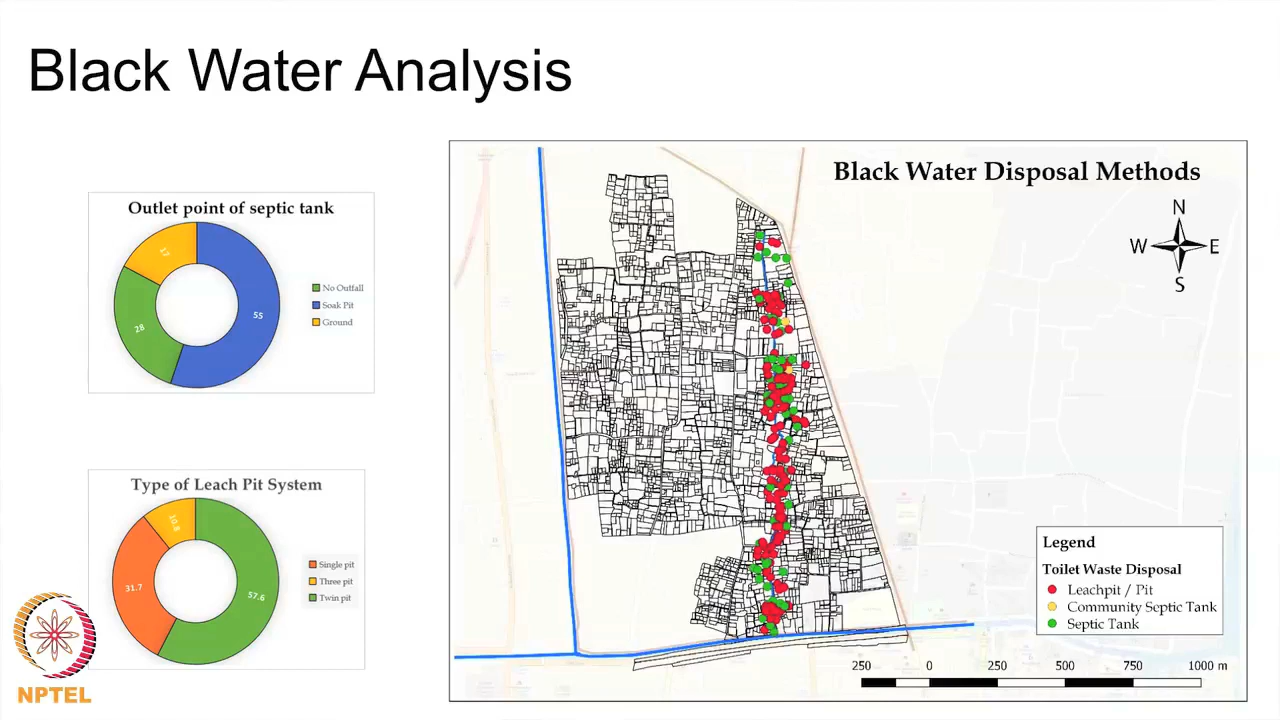 Black Water Analysis
Outlet point of septic tank
17
28
55
No Outfall
Soak Pit
Ground
Type of Leach Pit System
10.8
31.7
57.6
Single pit
Three pit
Twin pit
NPTEL
Black Water Disposal Methods
N
W E
S
Legend
Toilet Waste Disposal
Leachpit / Pit
Community Septic Tank
Septic Tank
250 0 250 500 750 1000 m